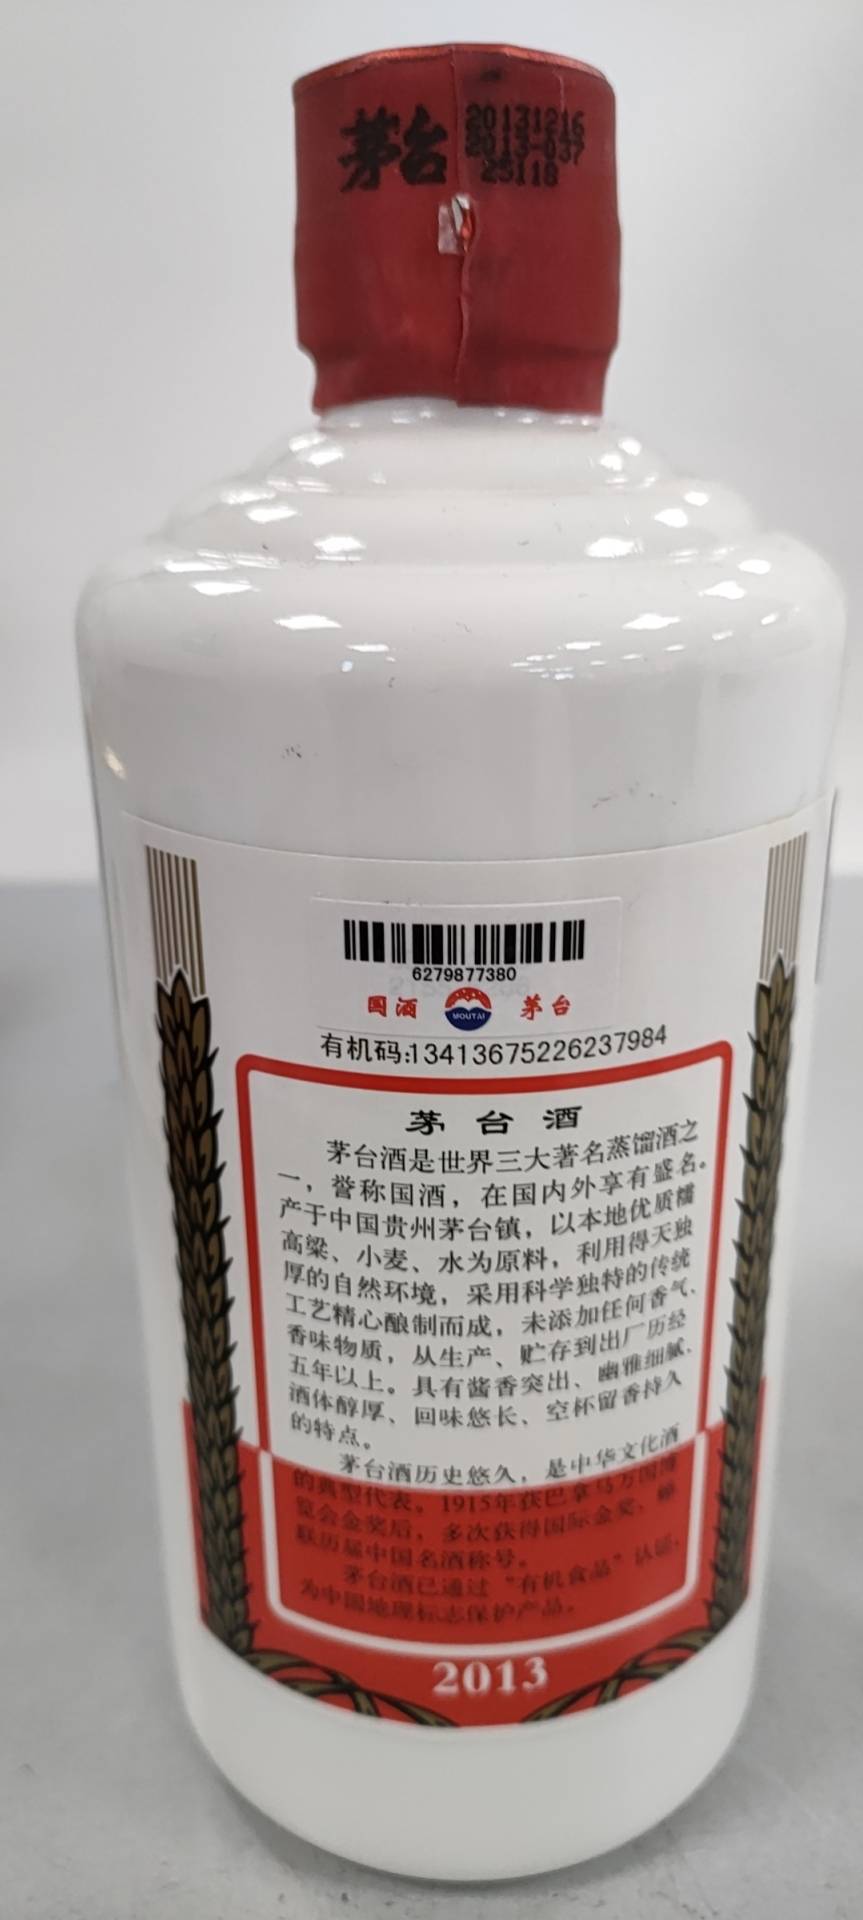 茅台
20131216
2013-037
25118
6279877380
国酒 MOUTAI 茅台
有机码:13413675226237984
茅台酒
茅台酒是世界三大著名蒸馏酒之
一，誉称国酒，在国内外享有盛名。
产于中国贵州茅台镇，以本地优质糯
高粱、小麦、水为原料，利用得天独
厚的自然环境，采用科学独特的传统
工艺精心酿制而成，未添加任何香气、
香味物质，从生产、贮存到出厂历经
五年以上。具有酱香突出、幽雅细腻、
酒体醇厚、回味悠长、空杯留香持久
的特点。
茅台酒历史悠久，是中华文化酒
的典型代表。1915年获巴拿马万国博
览会金奖后，多次获得国际金奖，蝉
联历届中国名酒称号。
茅台酒已通过“有机食品”认证，
为中国地理标志保护产品。
2013